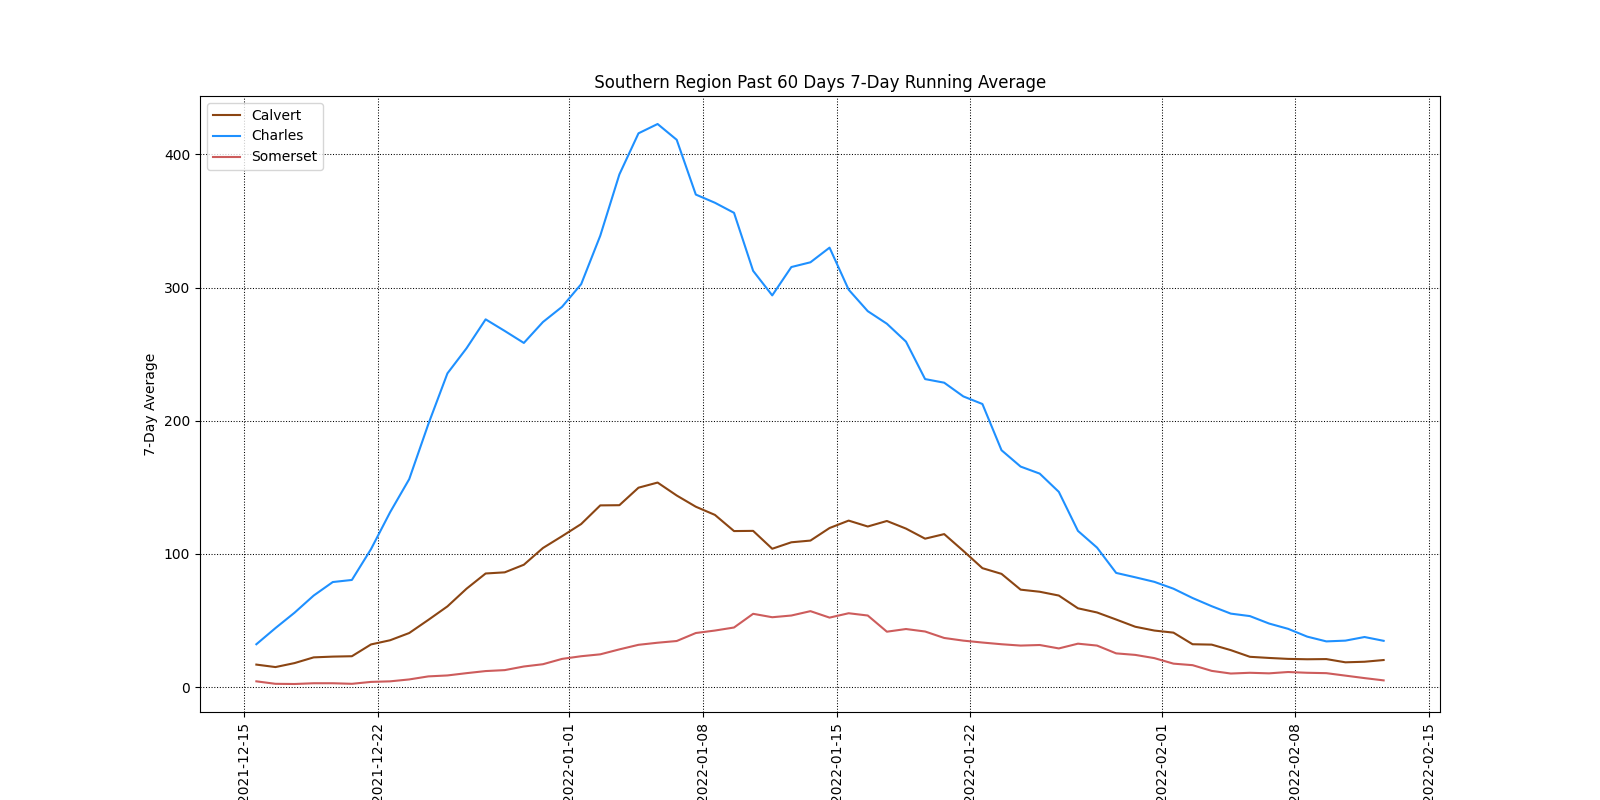 Southern Region Past 60 Days 7-Day Running Average
Calvert
Charles
Somerset
400
300
200
100
0
7-Day Average
2021-12-15
2021-12-22
2022-01-01
2022-01-08
2022-01-15
2022-01-22
2022-02-01
2022-02-08
2022-02-15